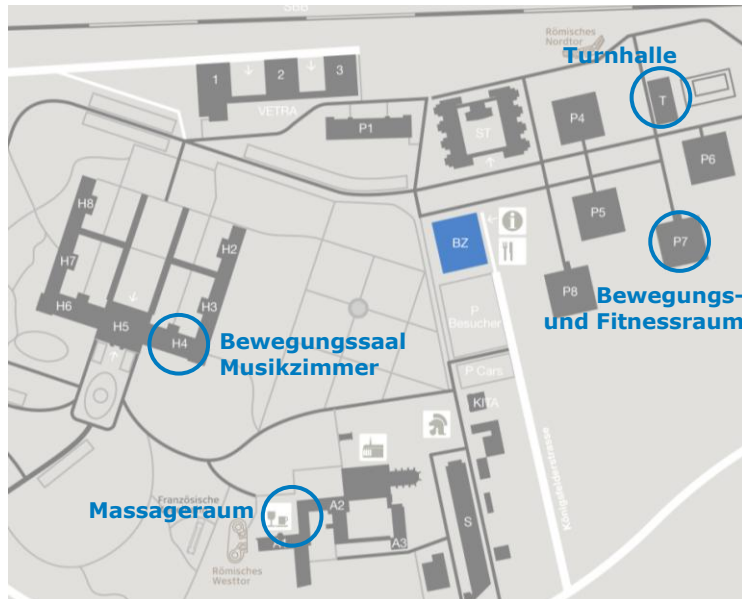 SBB
Römisches
Nordtor
Turnhalle
1
2
3
T
VETRA
P1
ST
P4
P6
H8
P5
H2
BZ
P7
H7
H3
P8
H6
Bewegungs-
und Fitnessraum
P
Besucher
H5
H4
Bewegungssaal
Musikzimmer
P Cars
KITA
Königsfelderstrasse
Französische
Massageraum
A2
S
A3
Römisches
Westtor